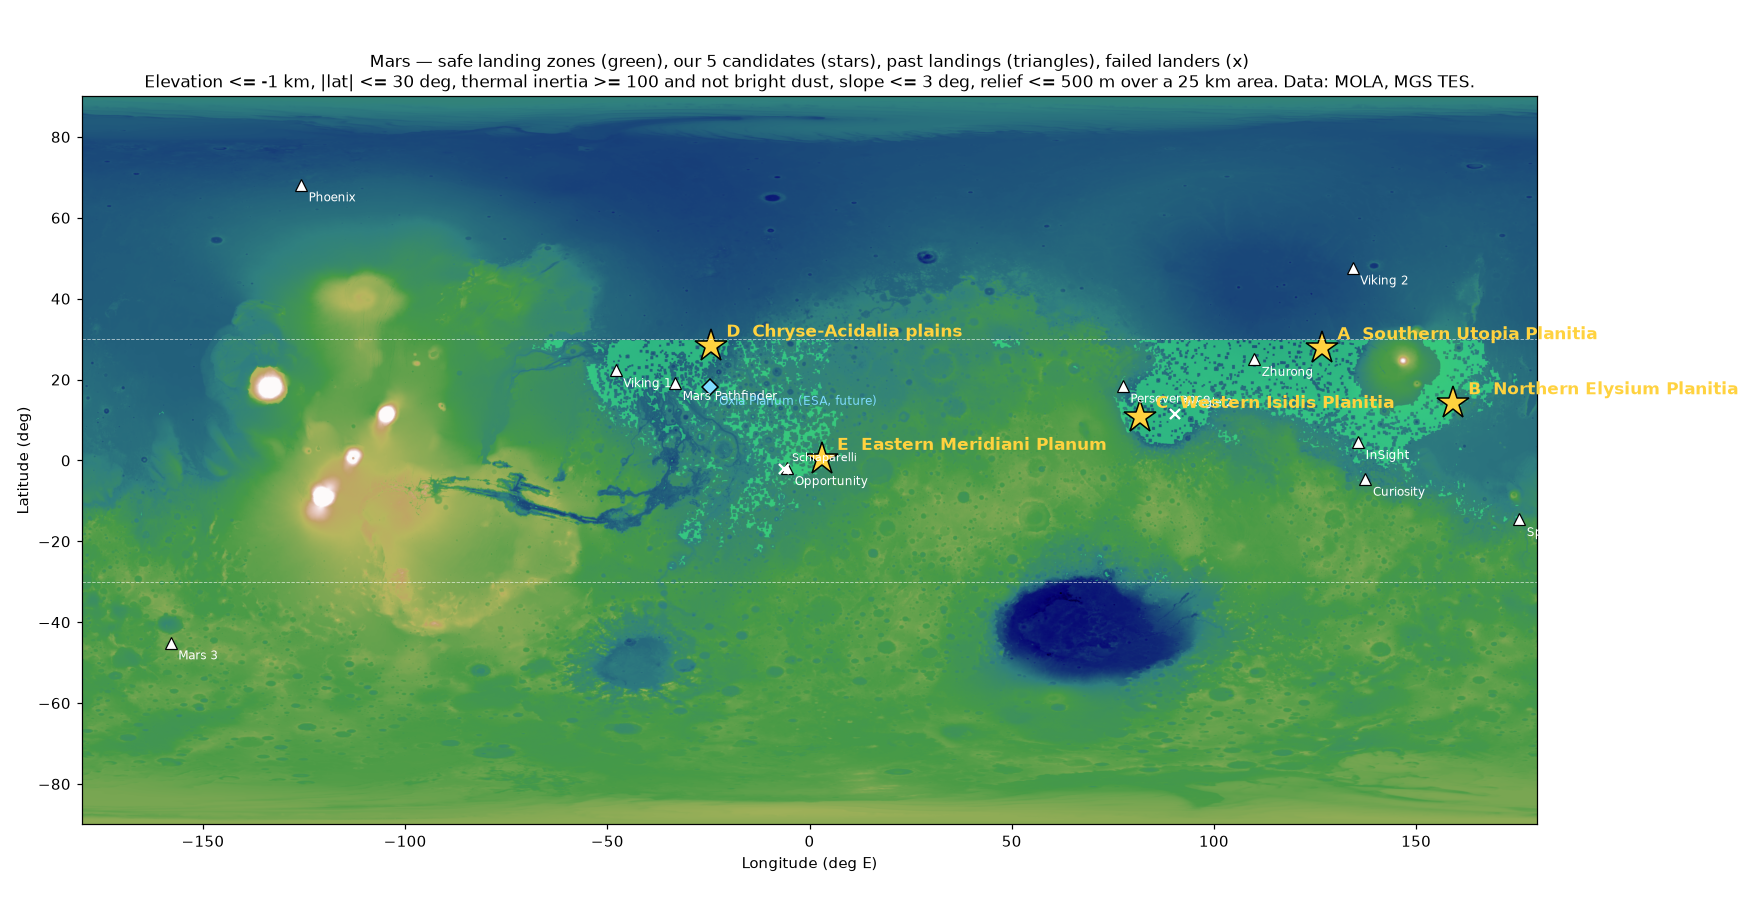 Mars — safe landing zones (green), our 5 candidates (stars), past landings (triangles), failed landers (x)
Elevation <= -1 km, |lat| <= 30 deg, thermal inertia >= 100 and not bright dust, slope <= 3 deg, relief <= 500 m over a 25 km area. Data: MOLA, MGS TES.
80
60
40
20
0
−20
−40
−60
−80
Latitude (deg)
Phoenix
Viking 2
D Chryse-Acidalia plains
A Southern Utopia Planitia
Zhurong
Viking 1
Mars Pathfinder
Oxia Planum (ESA, future)
Perseverance
B Northern Elysium Planitia
C Western Isidis Planitia
E Eastern Meridiani Planum
Schiaparelli
Opportunity
InSight
Curiosity
Sp
Mars 3
−150
−100
−50
0
50
100
150
Longitude (deg E)